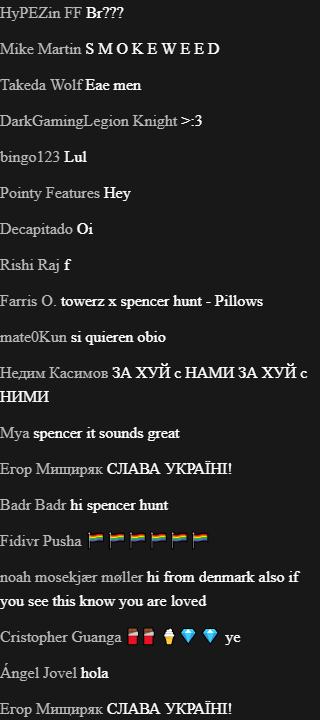 HyPEZin FF Br???
Mike Martin S M O K E W E E D
Takeda Wolf Eae men
DarkGamingLegion Knight >:3
bingo123 Lul
Pointy Features Hey
Decapitado Oi
Rishi Raj f
Farris O. towerz x spencer hunt - Pillows
mate0Kun si quieren obio
Недим Касимов ЗА ХУЙ с НАМИ ЗА ХУЙ с
НИМИ
Mya spencer it sounds great
Егор Мищиряк СЛАВА УКРАЇНІ!
Badr Badr hi spencer hunt
Fidivr Pusha 🏳️‍🌈🏳️‍🌈🏳️‍🌈🏳️‍🌈🏳️‍🌈🏳️‍🌈
noah mosekjær møller hi from denmark also if
you see this know you are loved
Cristopher Guanga 🍫🍫🍦💎💎 ye
Ángel Jovel hola
Егор Мищиряк СЛАВА УКРАЇНІ!